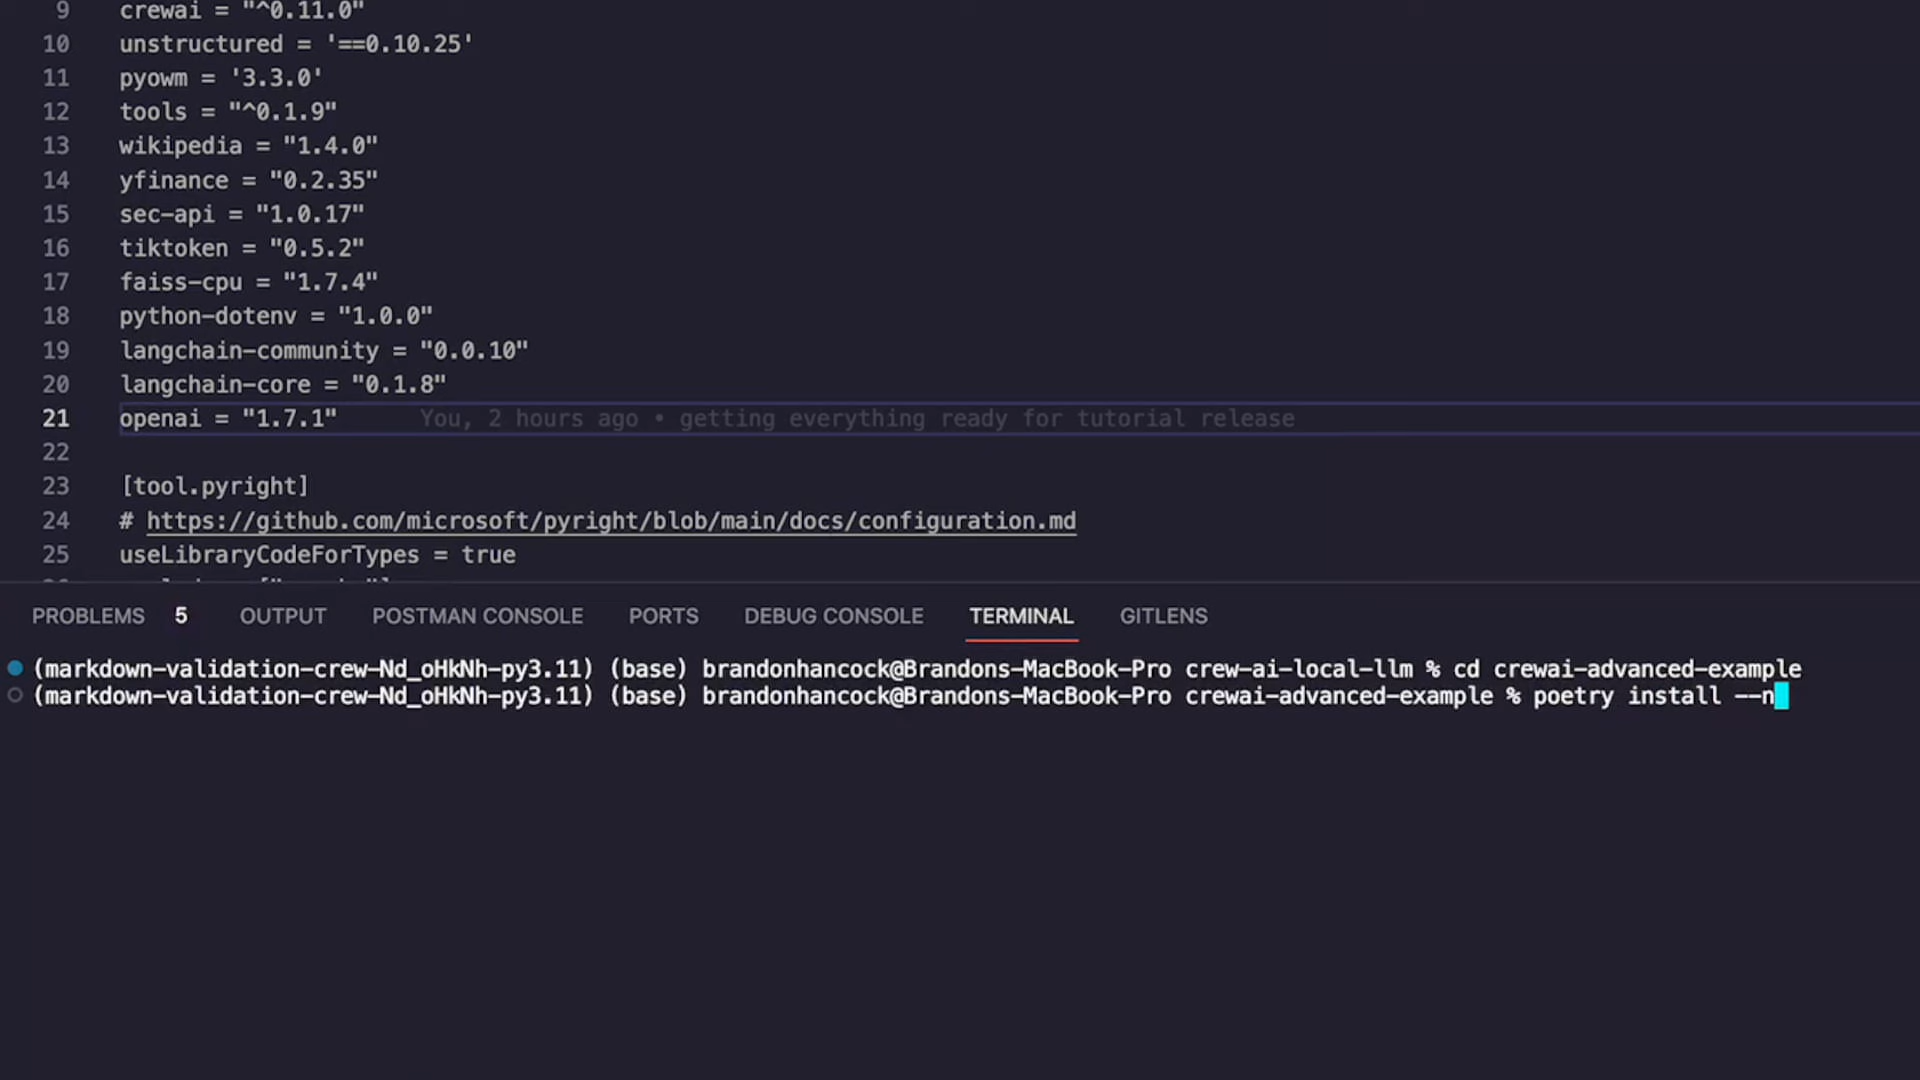 9 crewai = "^0.11.0"
10 unstructured = '==0.10.25'
11 pyowm = '3.3.0'
12 tools = "^0.1.9"
13 wikipedia = "1.4.0"
14 yfinance = "0.2.35"
15 sec-api = "1.0.17"
16 tiktoken = "0.5.2"
17 faiss-cpu = "1.7.4"
18 python-dotenv = "1.0.0"
19 langchain-community = "0.0.10"
20 langchain-core = "0.1.8"
21 openai = "1.7.1" You, 2 hours ago • getting everything ready for tutorial release
22
23 [tool.pyright]
24 # https://github.com/microsoft/pyright/blob/main/docs/configuration.md
25 useLibraryCodeForTypes = true
PROBLEMS 5 OUTPUT POSTMAN CONSOLE PORTS DEBUG CONSOLE TERMINAL GITLENS
(markdown-validation-crew-Nd_oHkNh-py3.11) (base) brandonhancock@Brandons-MacBook-Pro crew-ai-local-llm % cd crewai-advanced-example
(markdown-validation-crew-Nd_oHkNh-py3.11) (base) brandonhancock@Brandons-MacBook-Pro crewai-advanced-example % poetry install --n